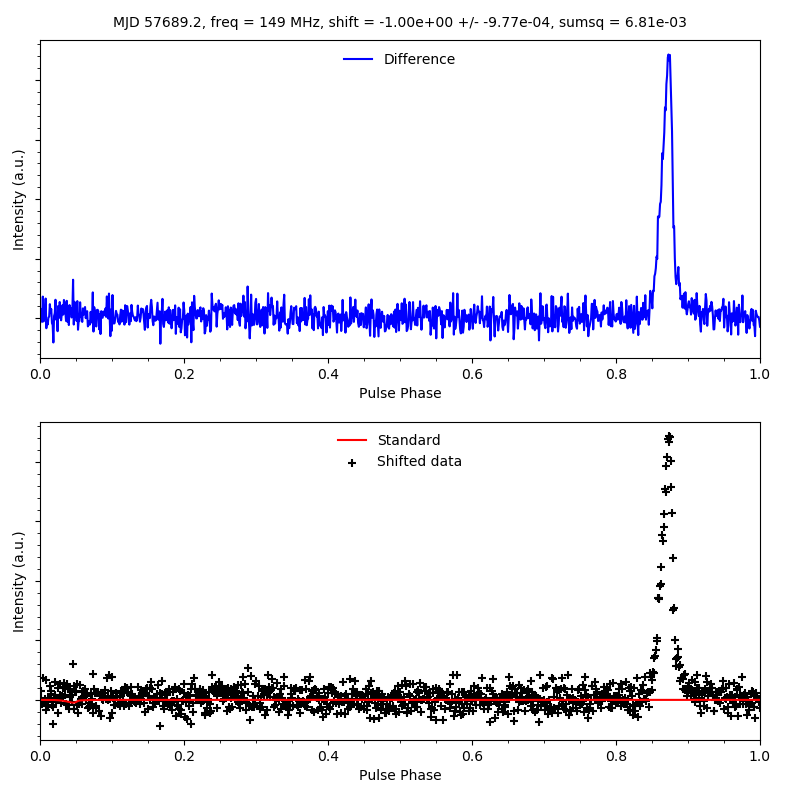 MJD 57689.2, freq = 149 MHz, shift = -1.00e+00 +/- -9.77e-04, sumsq = 6.81e-03
Difference
Intensity (a.u.)
0.0 0.2 0.4 0.6 0.8 1.0
Pulse Phase
Standard
Shifted data
Intensity (a.u.)
0.0 0.2 0.4 0.6 0.8 1.0
Pulse Phase